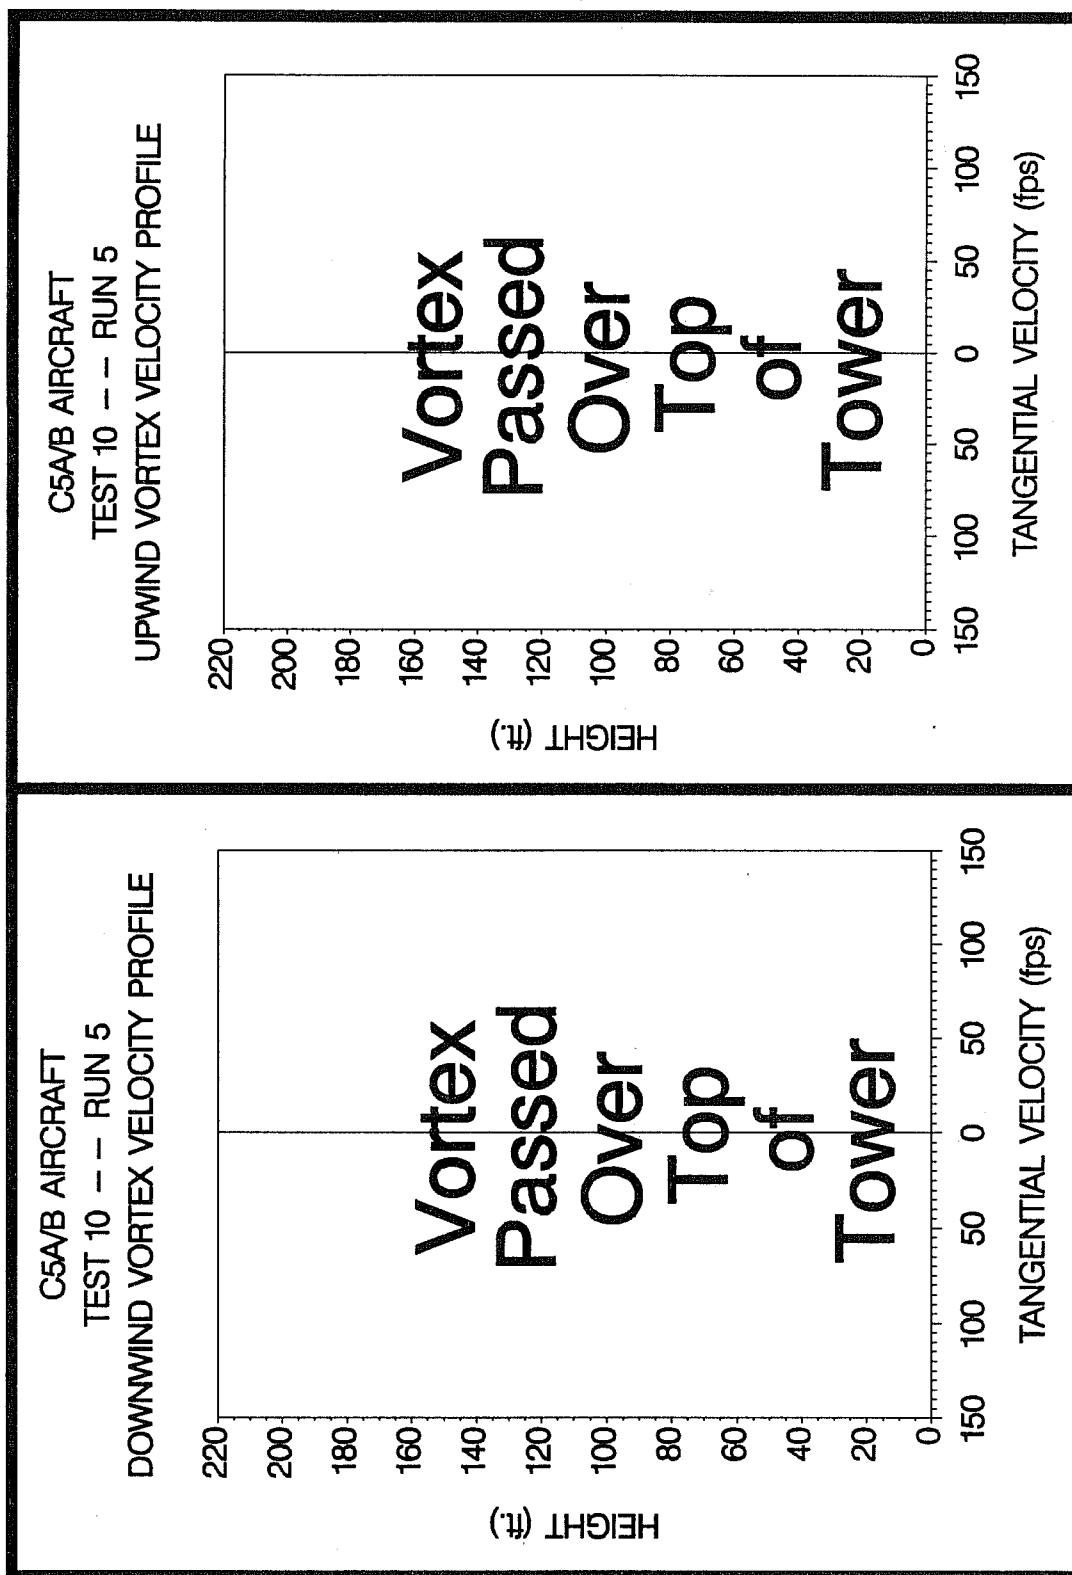 C5A/B AIRCRAFT
TEST 10 -- RUN 5
DOWNWIND VORTEX VELOCITY PROFILE
HEIGHT (ft.)
220
200
180
160
140
120
100
80
60
40
20
0
Vortex
Passed
Over
Top
of
Tower
150 100 50 0 50 100 150
TANGENTIAL VELOCITY (fps)
C5A/B AIRCRAFT
TEST 10 -- RUN 5
UPWIND VORTEX VELOCITY PROFILE
HEIGHT (ft.)
220
200
180
160
140
120
100
80
60
40
20
0
Vortex
Passed
Over
Top
of
Tower
150 100 50 0 50 100 150
TANGENTIAL VELOCITY (fps)